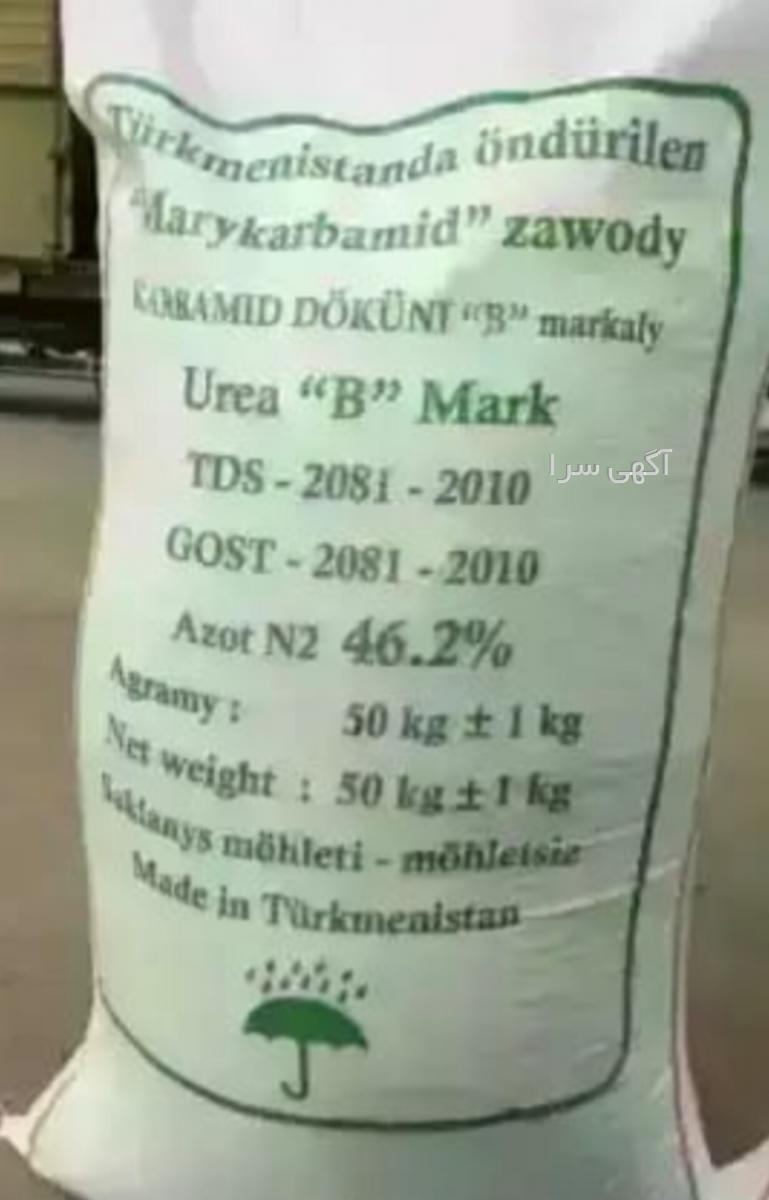 Türkmenistanda öndürilen
"Marykarbamid" zawody
KARBAMID DÖKÜNI "B" markaly
Urea "B" Mark
TDS - 2081 - 2010
آگهی سرا
GOST - 2081 - 2010
Azot N2 46.2%
Agramy : 50 kg ± 1 kg
Net weight : 50 kg ± 1 kg
Saklanys möhleti - möhletsiz
Made in Türkmenistan